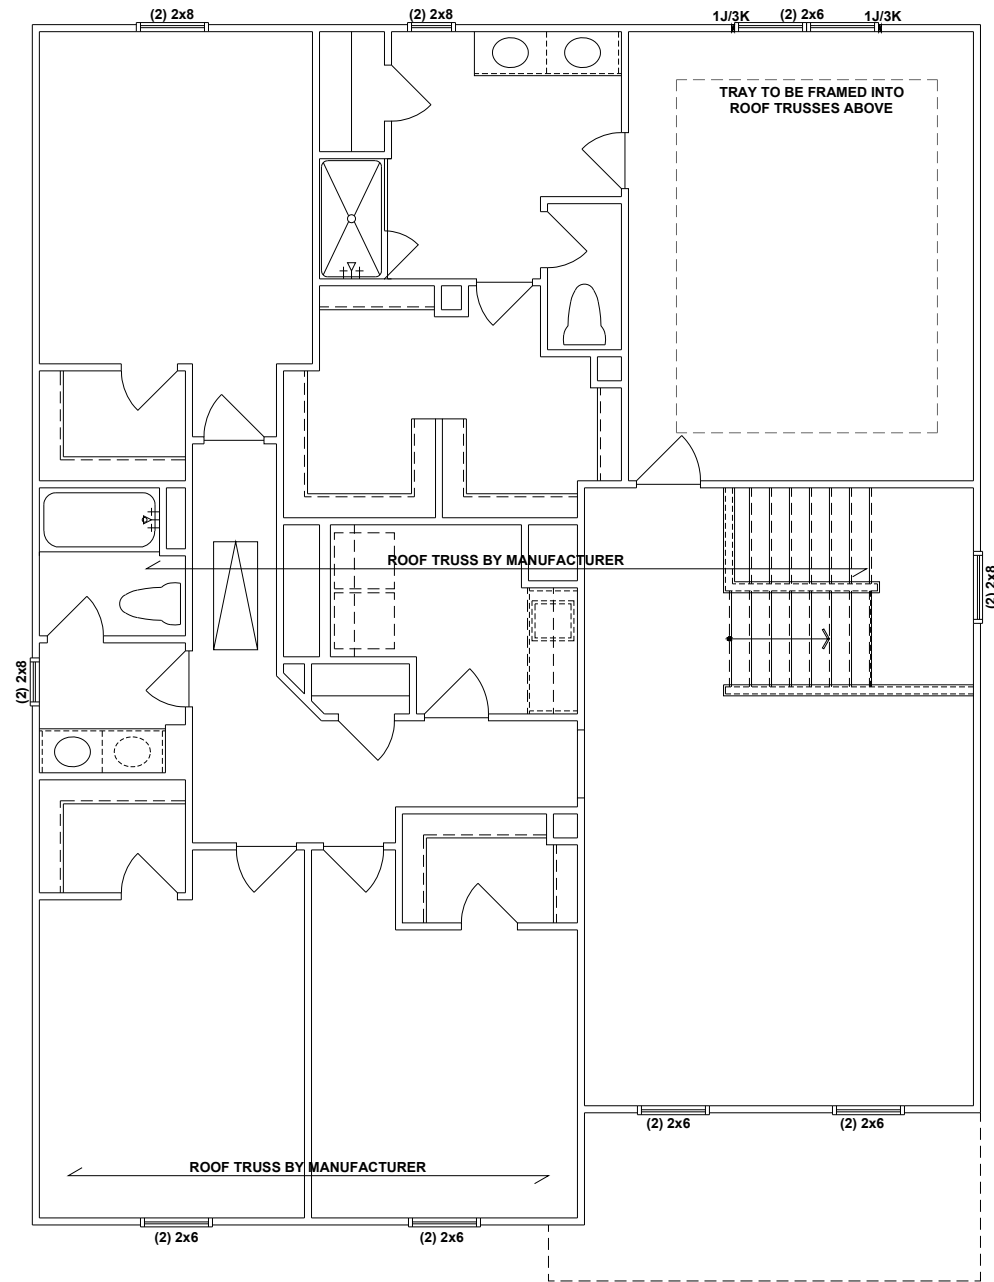 (2) 2x8
(2) 2x8
1J/3K
(2) 2x6
1J/3K
TRAY TO BE FRAMED INTO
ROOF TRUSSES ABOVE
ROOF TRUSS BY MANUFACTURER
(2) 2x8
(2) 2x8
(2) 2x6
(2) 2x6
ROOF TRUSS BY MANUFACTURER
(2) 2x6
(2) 2x6